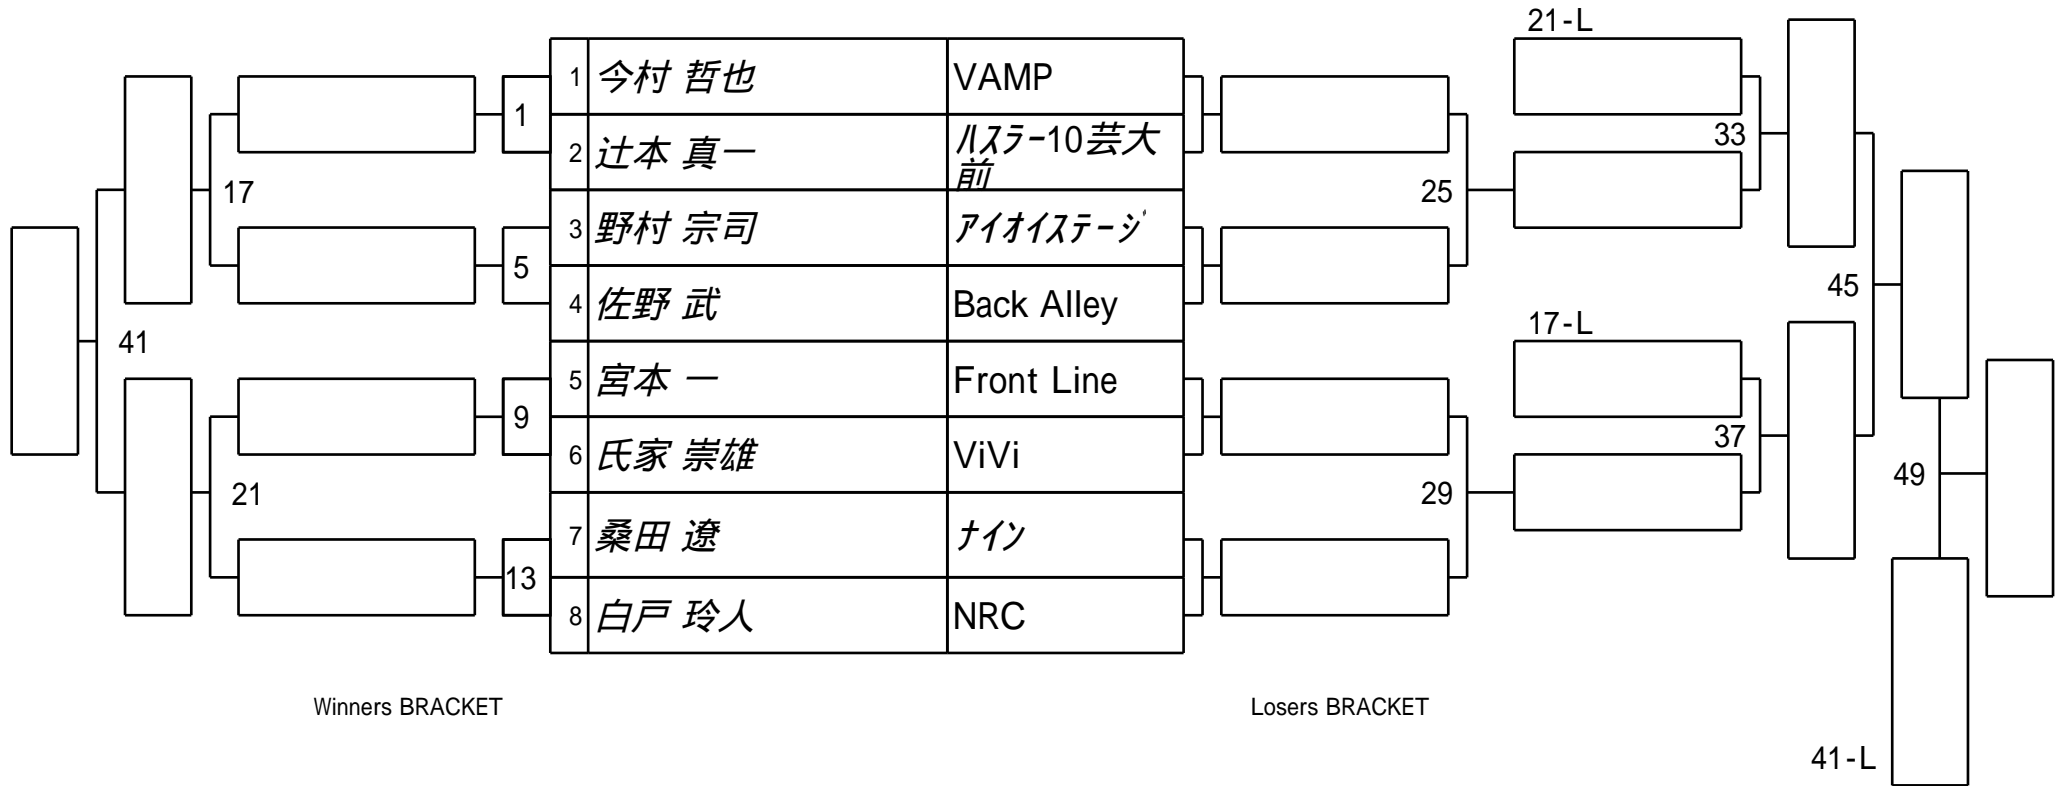 21-L
1 今村 哲也 VAMP
1
2 辻本 真一 ﾊｽﾗｰ10芸大
前
33
17
25
3 野村 宗司 ｱｲｵｲｽﾃｰｼﾞ
5
4 佐野 武 Back Alley
45
41
17-L
5 宮本 一 Front Line
9
37
6 氏家 崇雄 ViVi
49
21
29
7 桑田 遼 ﾅｲﾝ
13
8 白戸 玲人 NRC
Winners BRACKET
Losers BRACKET
41-L